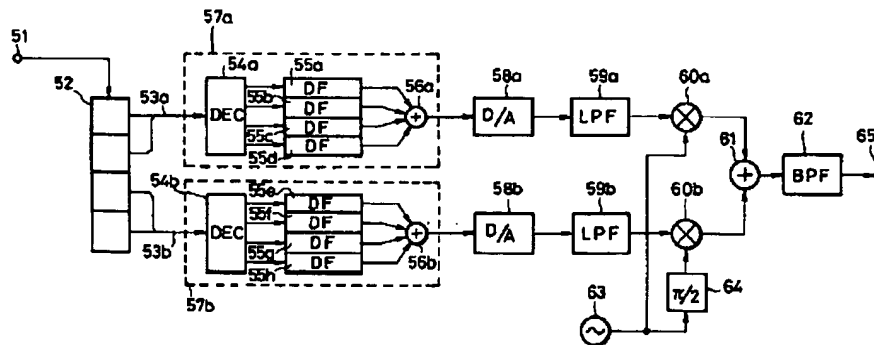 51
52
53a
53b
57a
54a
DEC
55a
DF
55b
DF
55c
DF
55d
DF
56a
58a
D/A
59a
LPF
60a
61
62
BPF
65
54b
DEC
55e
DF
55f
DF
55g
DF
55h
DF
56b
57b
58b
D/A
59b
LPF
60b
π/2
64
63